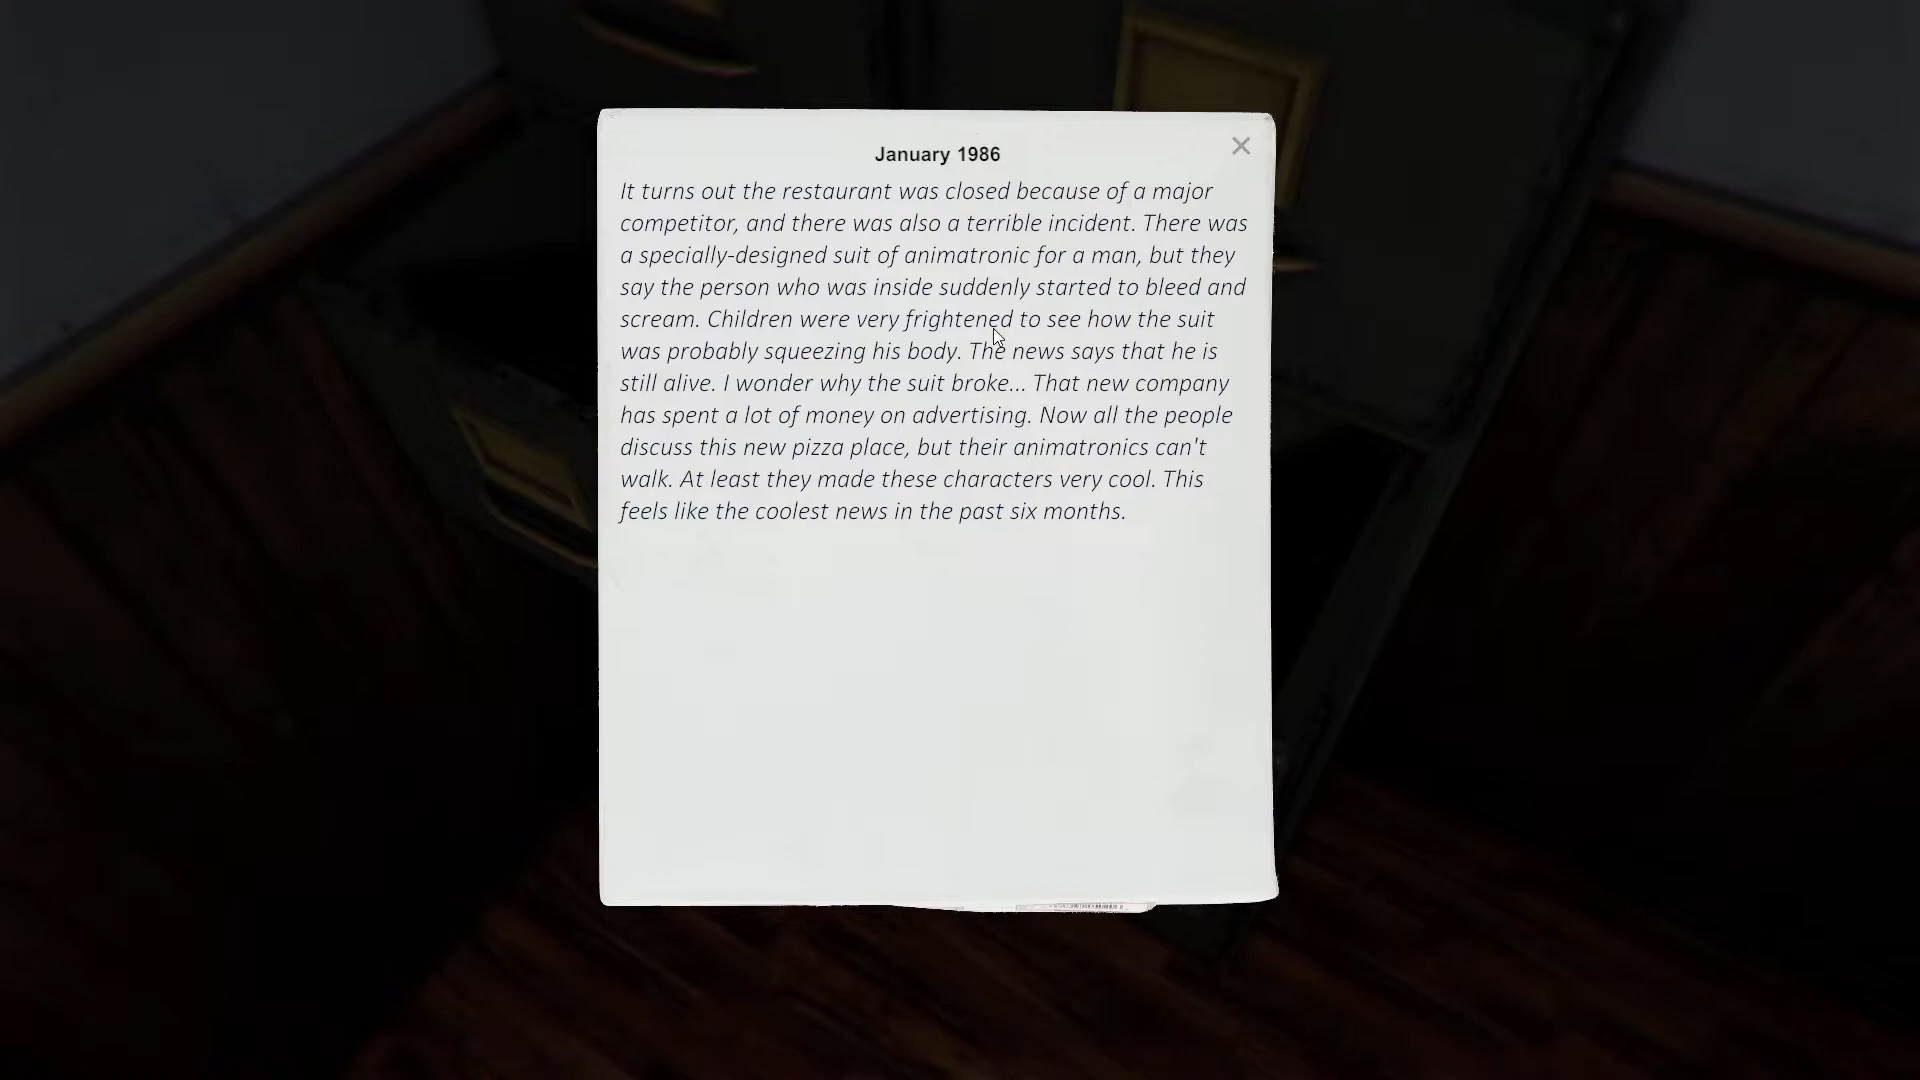 January 1986
It turns out the restaurant was closed because of a major
competitor, and there was also a terrible incident. There was
a specially-designed suit of animatronic for a man, but they
say the person who was inside suddenly started to bleed and
scream. Children were very frightened to see how the suit
was probably squeezing his body. The news says that he is
still alive. I wonder why the suit broke... That new company
has spent a lot of money on advertising. Now all the people
discuss this new pizza place, but their animatronics can't
walk. At least they made these characters very cool. This
feels like the coolest news in the past six months.